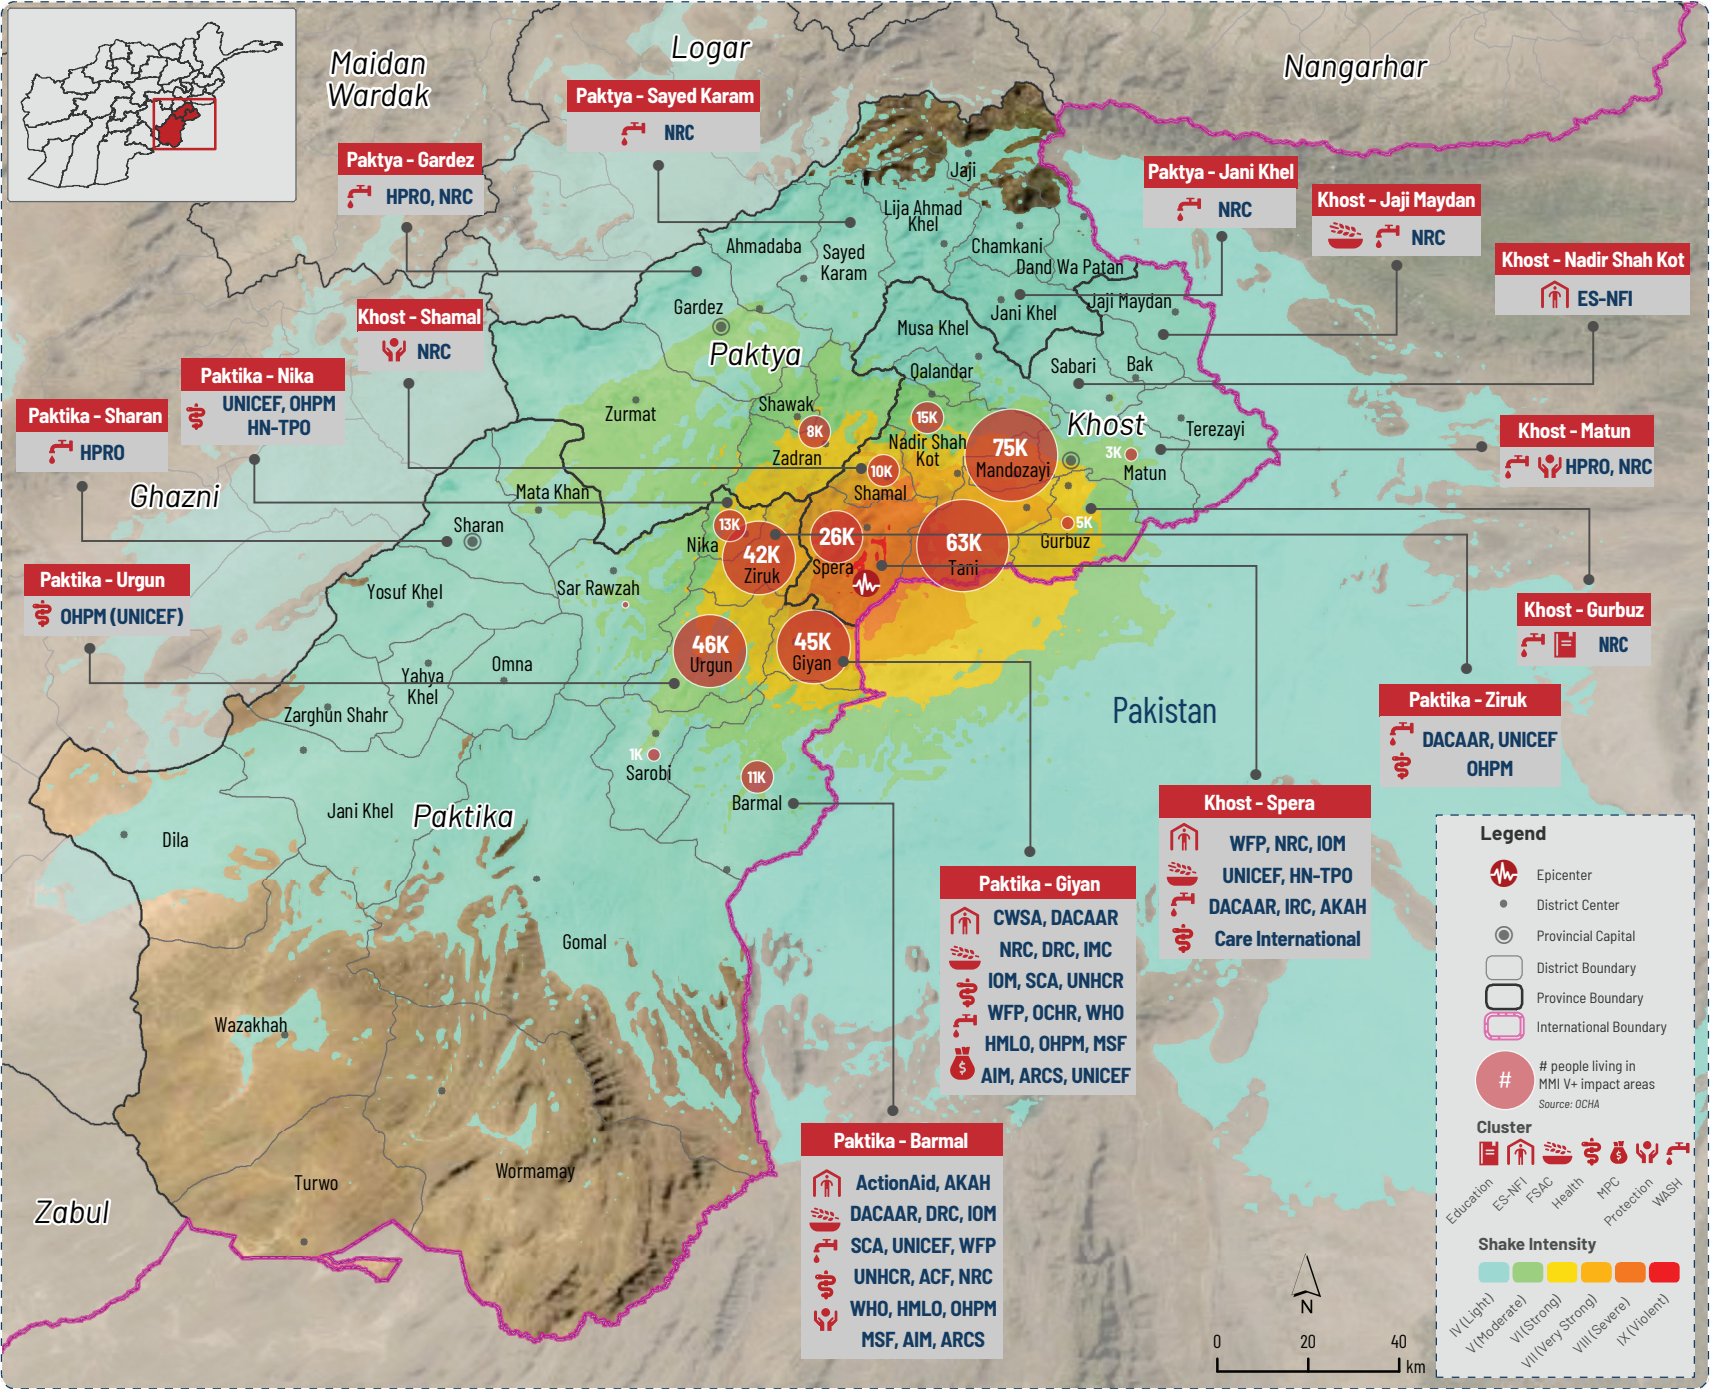 Maidan
Wardak
Logar
Nangarhar
Paktya - Sayed Karam
NRC
Paktya - Gardez
HPRO, NRC
Paktya - Jani Khel
NRC
Khost - Jaji Maydan
NRC
Khost - Nadir Shah Kot
ES-NFI
Khost - Shamal
NRC
Paktika - Nika
UNICEF, OHPM
HN-TPO
Paktika - Sharan
HPRO
Khost - Matun
HPRO, NRC
Paktika - Urgun
OHPM (UNICEF)
Khost - Gurbuz
NRC
Paktika - Ziruk
DACAAR, UNICEF
OHPM
Khost - Spera
WFP, NRC, IOM
UNICEF, HN-TPO
DACAAR, IRC, AKAH
Care International
Paktika - Giyan
CWSA, DACAAR
NRC, DRC, IMC
IOM, SCA, UNHCR
WFP, OCHR, WHO
HMLO, OHPM, MSF
AIM, ARCS, UNICEF
Paktika - Barmal
ActionAid, AKAH
DACAAR, DRC, IOM
SCA, UNICEF, WFP
UNHCR, ACF, NRC
WHO, HMLO, OHPM
MSF, AIM, ARCS
Jaji
Lija Ahmad
Khel
Ahmadaba
Sayed
Karam
Chamkani
Dand Wa Patan
Gardez
Jani Khel
Jaji Maydan
Musa Khel
Paktya
Qalandar
Sabari
Bak
Zurmat
Shawak
8K
Zadran
15K
Nadir Shah
Kot
75K
Mandozayi
Khost
Terezayi
3K
Matun
10K
Shamal
Ghazni
Mata Khan
Sharan
13K
Nika
42K
Ziruk
26K
Spera
63K
Tani
5K
Gurbuz
Yosuf Khel
Sar Rawzah
46K
Urgun
45K
Giyan
Omna
Yahya
Khel
Zarghun Shahr
Pakistan
1K
Sarobi
11K
Barmal
Jani Khel
Paktika
Dila
Gomal
Wazakhah
Wormamay
Turwo
Zabul
N
0 20 40
km
Legend
Epicenter
District Center
Provincial Capital
District Boundary
Province Boundary
International Boundary
#
# people living in
MMI V+ impact areas
Source: OCHA
Cluster
Education
ES-NFI
FSAC
Health
MPC
Protection
WASH
Shake Intensity
IV (Light)
V (Moderate)
VI (Strong)
VII (Very Strong)
VIII (Severe)
IX (Violent)